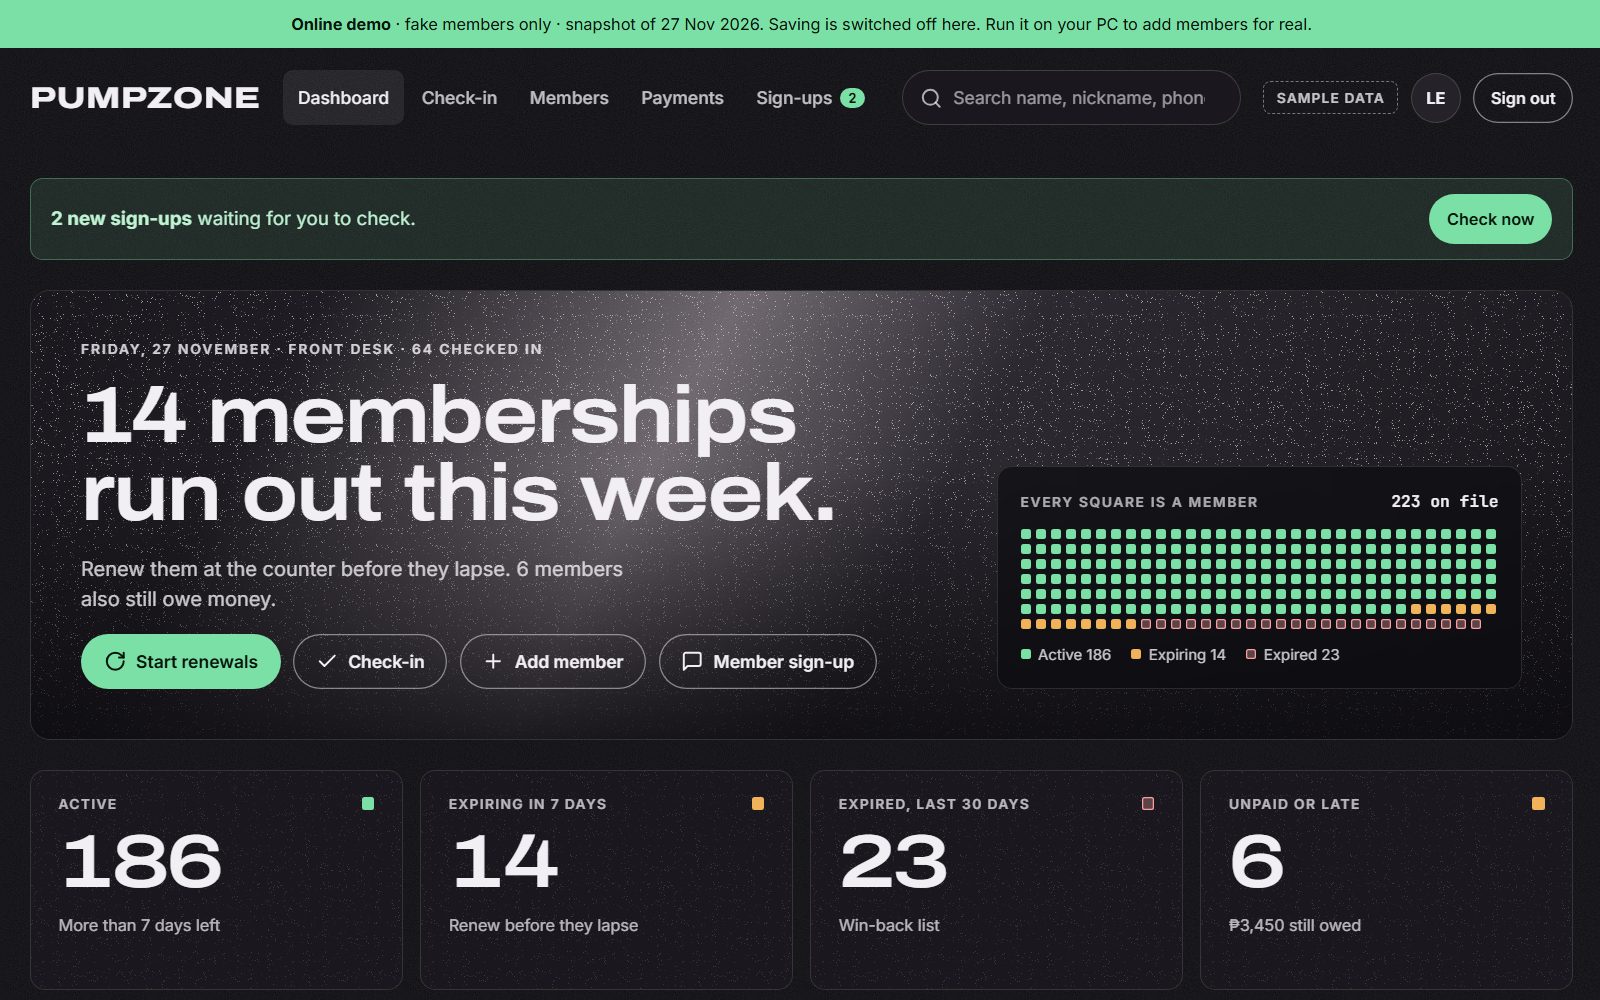 Online demo · fake members only · snapshot of 27 Nov 2026. Saving is switched off here. Run it on your PC to add members for real.
PUMPZONE
Dashboard
Check-in
Members
Payments
Sign-ups 2
Search name, nickname, phon
SAMPLE DATA
LE
Sign out
2 new sign-ups waiting for you to check.
Check now
FRIDAY, 27 NOVEMBER · FRONT DESK · 64 CHECKED IN
14 memberships
run out this week.
Renew them at the counter before they lapse. 6 members
also still owe money.
Start renewals
Check-in
Add member
Member sign-up
EVERY SQUARE IS A MEMBER
223 on file
Active 186
Expiring 14
Expired 23
ACTIVE
186
More than 7 days left
EXPIRING IN 7 DAYS
14
Renew before they lapse
EXPIRED, LAST 30 DAYS
23
Win-back list
UNPAID OR LATE
6
₱3,450 still owed